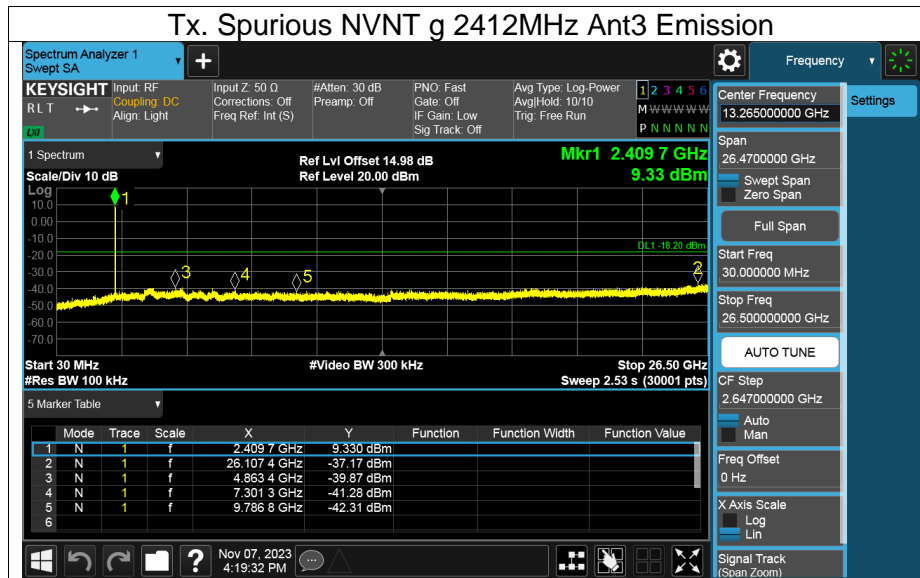 Tx. Spurious NVNT g 2412MHz Ant3 Emission
Spectrum Analyzer 1
Swept SA
Frequency
KEYSIGHT
RLT
LXI
Input: RF
Coupling: DC
Align: Light
Input Z: 50 Ω
Corrections: Off
Freq Ref: Int (S)
#Atten: 30 dB
Preamp: Off
PNO: Fast
Gate: Off
IF Gain: Low
Sig Track: Off
Avg Type: Log-Power
Avg|Hold: 10/10
Trig: Free Run
1 2 3 4 5 6
M W W W W W
P N N N N N
1 Spectrum
Scale/Div 10 dB
Ref Lvl Offset 14.98 dB
Ref Level 20.00 dBm
Mkr1 2.409 7 GHz
9.33 dBm
Log
10.0
0.00
-10.0
-20.0
-30.0
-40.0
-50.0
-60.0
-70.0
1
3
4
5
2
DL1 -18.20 dBm
Start 30 MHz
#Video BW 300 kHz
Stop 26.50 GHz
#Res BW 100 kHz
Sweep 2.53 s (30001 pts)
5 Marker Table
Mode Trace Scale X Y Function Function Width Function Value
1 N 1 f 2.409 7 GHz 9.330 dBm
2 N 1 f 26.107 4 GHz -37.17 dBm
3 N 1 f 4.863 4 GHz -39.87 dBm
4 N 1 f 7.301 3 GHz -41.28 dBm
5 N 1 f 9.786 8 GHz -42.31 dBm
6
Nov 07, 2023
4:19:32 PM
Center Frequency
13.265000000 GHz
Settings
Span
26.4700000 GHz
Swept Span
Zero Span
Full Span
Start Freq
30.000000 MHz
Stop Freq
26.500000000 GHz
AUTO TUNE
CF Step
2.647000000 GHz
Auto
Man
Freq Offset
0 Hz
X Axis Scale
Log
Lin
Signal Track
(Span Zoom)